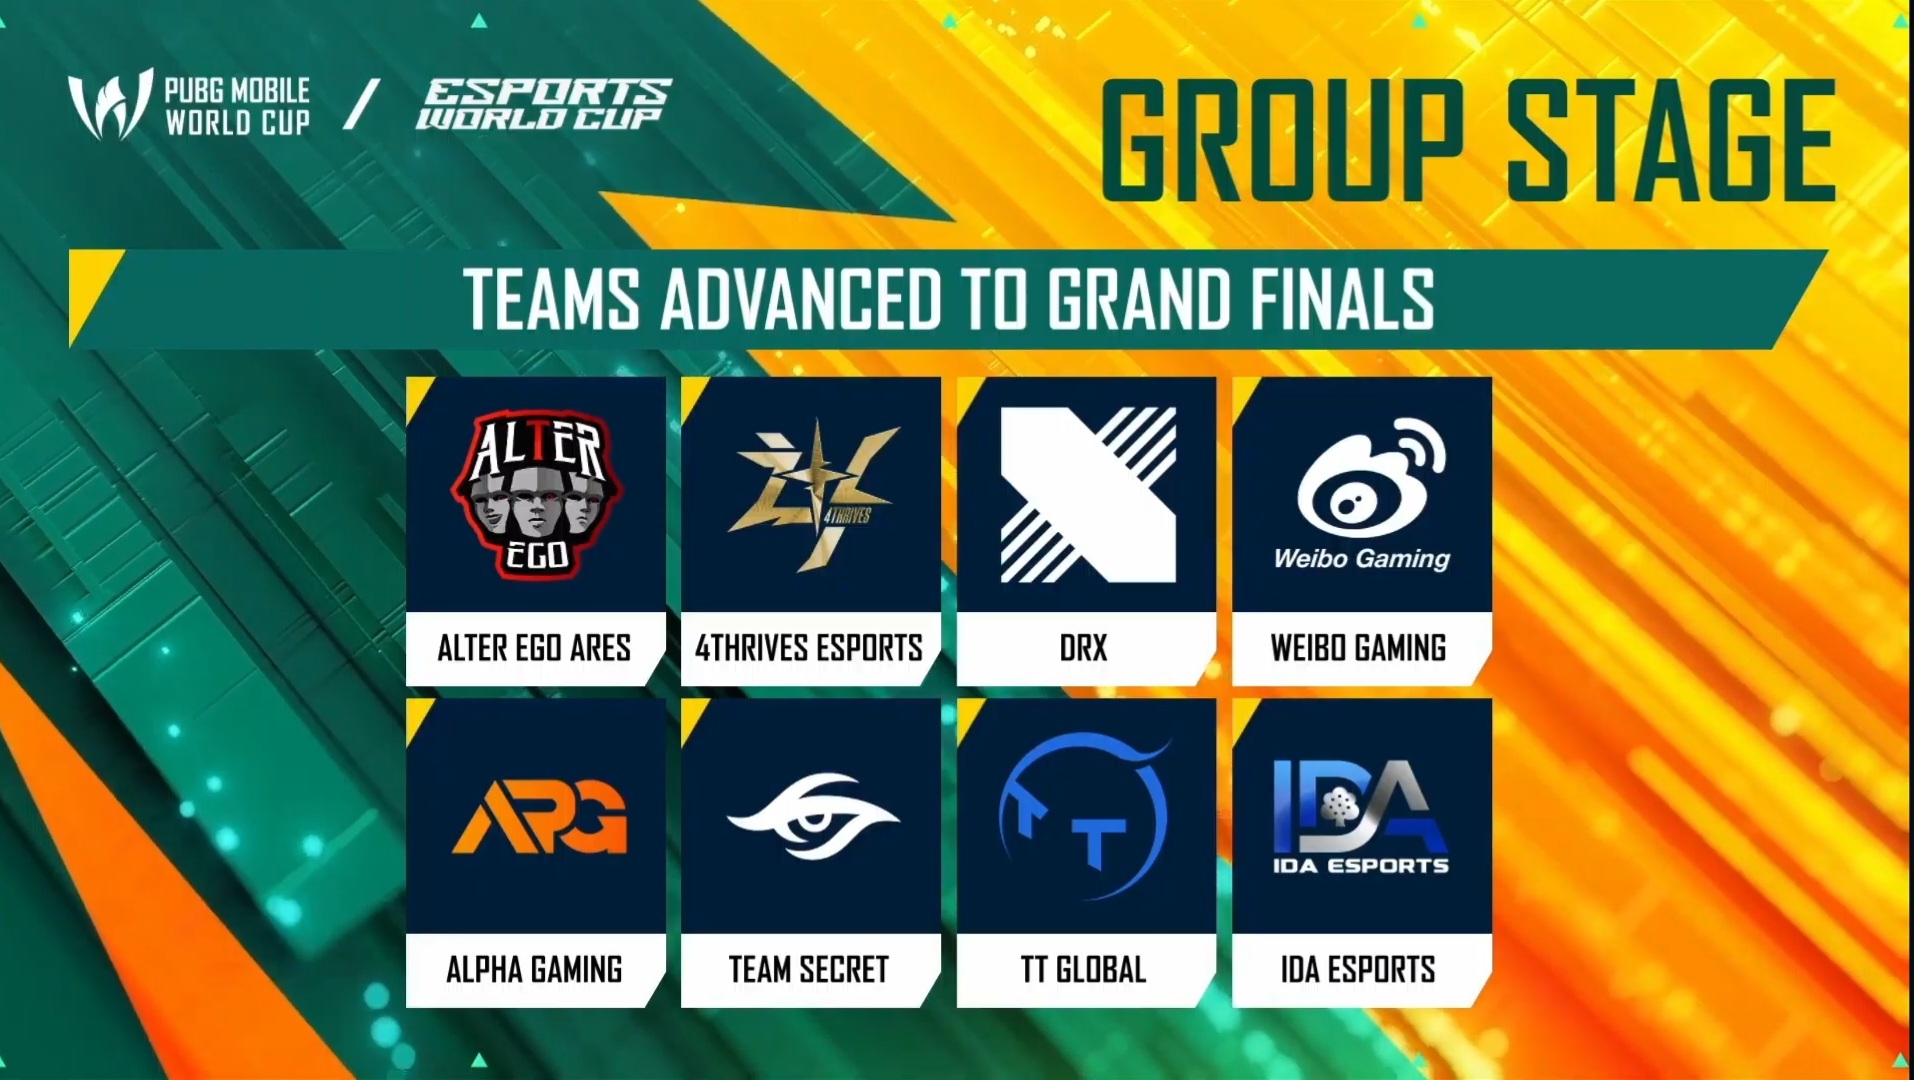 PUBG MOBILE
WORLD CUP
/
ESPORTS
WORLD CUP
GROUP STAGE
TEAMS ADVANCED TO GRAND FINALS
ALTER
EGO
4THRIVES
Weibo Gaming
ALTER EGO ARES
4THRIVES ESPORTS
DRX
WEIBO GAMING
APG
TT
IDA
IDA ESPORTS
ALPHA GAMING
TEAM SECRET
TT GLOBAL
IDA ESPORTS